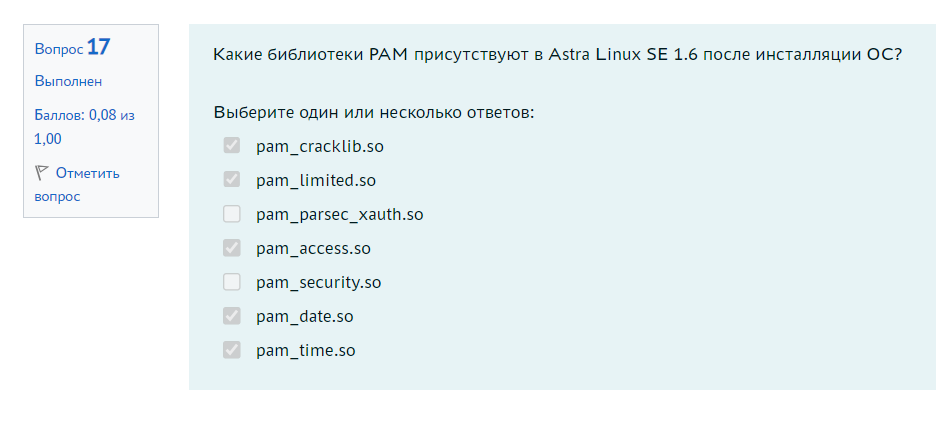 Вопрос 17
Выполнен
Баллов: 0,08 из
1,00
Отметить
вопрос
Какие библиотеки PAM присутствуют в Astra Linux SE 1.6 после инсталляции ОС?
Выберите один или несколько ответов:
pam_cracklib.so
pam_limited.so
pam_parsec_xauth.so
pam_access.so
pam_security.so
pam_date.so
pam_time.so